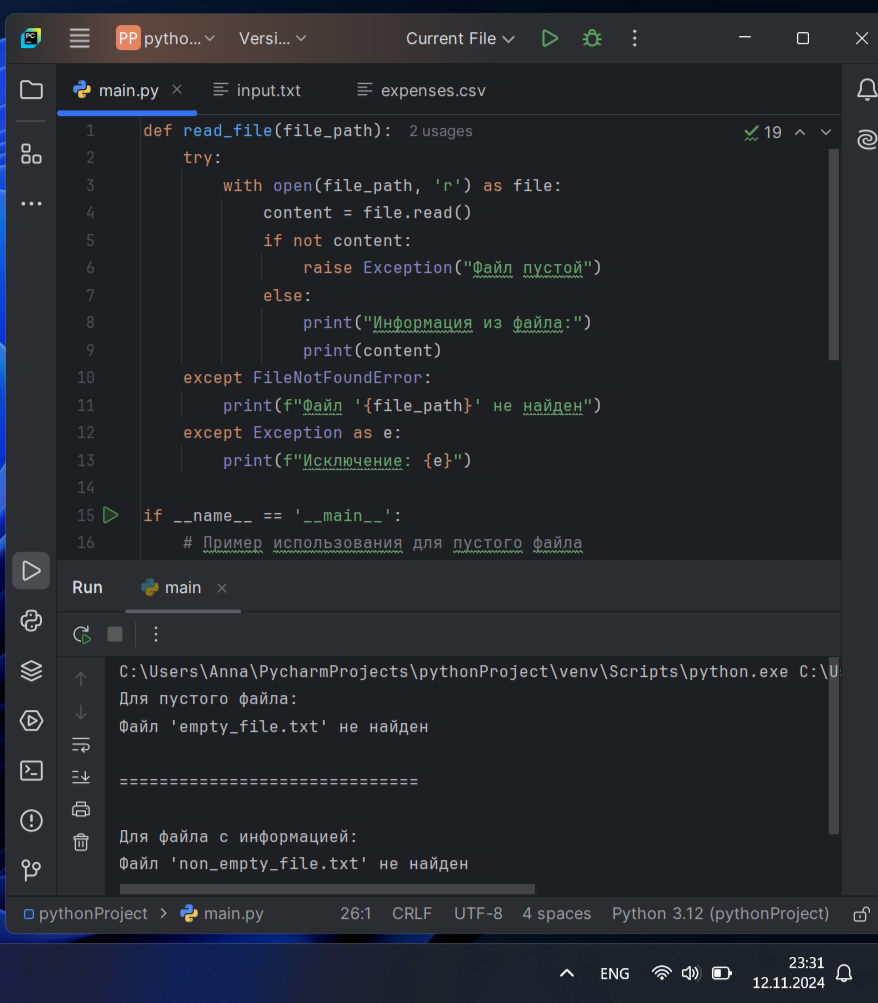 PC
PP pytho... Versi... Current File
main.py input.txt expenses.csv
1 def read_file(file_path): 2 usages
19
2 try:
3 with open(file_path, 'r') as file:
4 content = file.read()
5 if not content:
6 raise Exception("Файл пустой")
7 else:
8 print("Информация из файла:")
9 print(content)
10 except FileNotFoundError:
11 print(f"Файл '{file_path}' не найден")
12 except Exception as e:
13 print(f"Исключение: {e}")
14
15 if __name__ == '__main__':
16 # Пример использования для пустого файла
Run main
C:\Users\Anna\PycharmProjects\pythonProject\venv\Scripts\python.exe C:\U
Для пустого файла:
Файл 'empty_file.txt' не найден
==============================
Для файла с информацией:
Файл 'non_empty_file.txt' не найден
pythonProject > main.py 26:1 CRLF UTF-8 4 spaces Python 3.12 (pythonProject)
ENG
23:31
12.11.2024